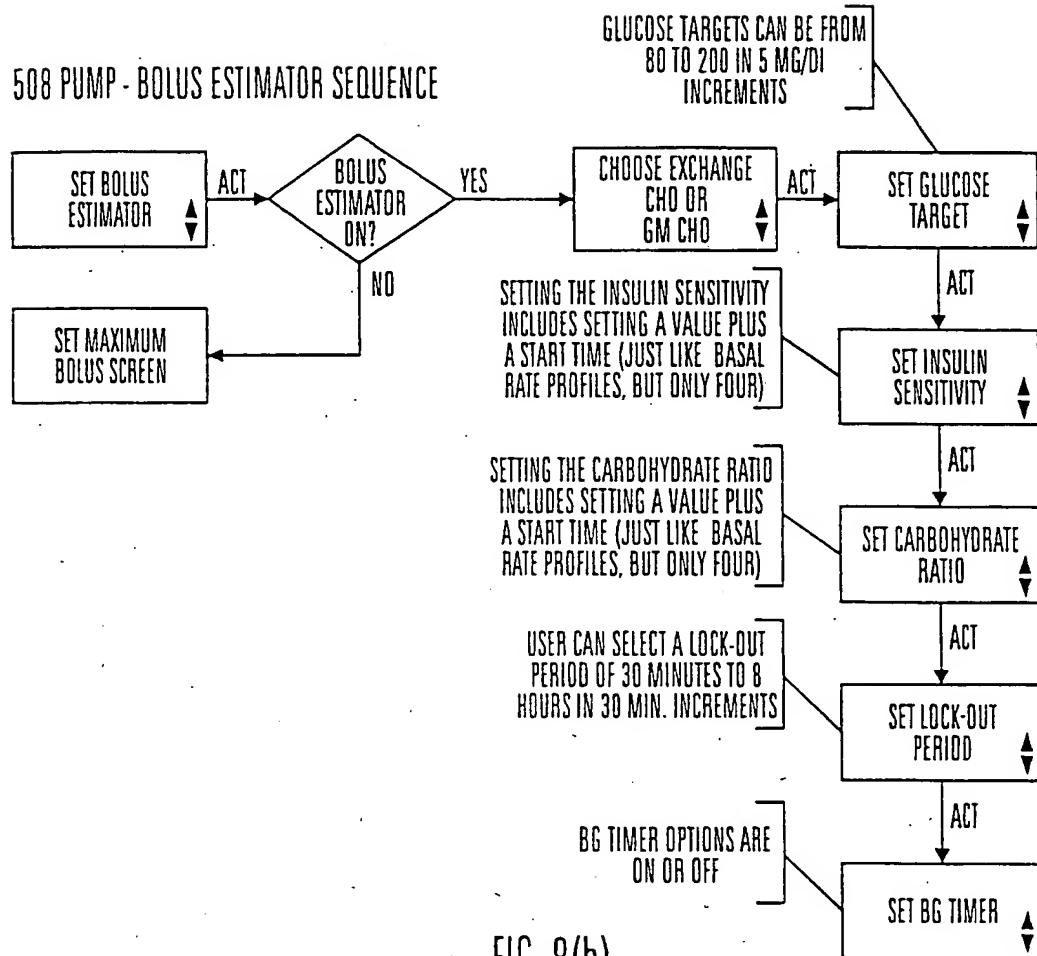 508 PUMP - BOLUS ESTIMATOR SEQUENCE
GLUCOSE TARGETS CAN BE FROM
80 TO 200 IN 5 MG/DI
INCREMENTS
SET BOLUS
ESTIMATOR
ACT
BOLUS
ESTIMATOR
ON?
YES
CHOOSE EXCHANGE
CHO OR
GM CHO
ACT
SET GLUCOSE
TARGET
NO
ACT
SET MAXIMUM
BOLUS SCREEN
SETTING THE INSULIN SENSITIVITY
INCLUDES SETTING A VALUE PLUS
A START TIME (JUST LIKE BASAL
RATE PROFILES, BUT ONLY FOUR)
SET INSULIN
SENSITIVITY
ACT
SETTING THE CARBOHYDRATE RATIO
INCLUDES SETTING A VALUE PLUS
A START TIME (JUST LIKE BASAL
RATE PROFILES, BUT ONLY FOUR)
SET CARBOHYDRATE
RATIO
ACT
USER CAN SELECT A LOCK-OUT
PERIOD OF 30 MINUTES TO 8
HOURS IN 30 MIN. INCREMENTS
SET LOCK-OUT
PERIOD
ACT
BG TIMER OPTIONS ARE
ON OR OFF
SET BG TIMER